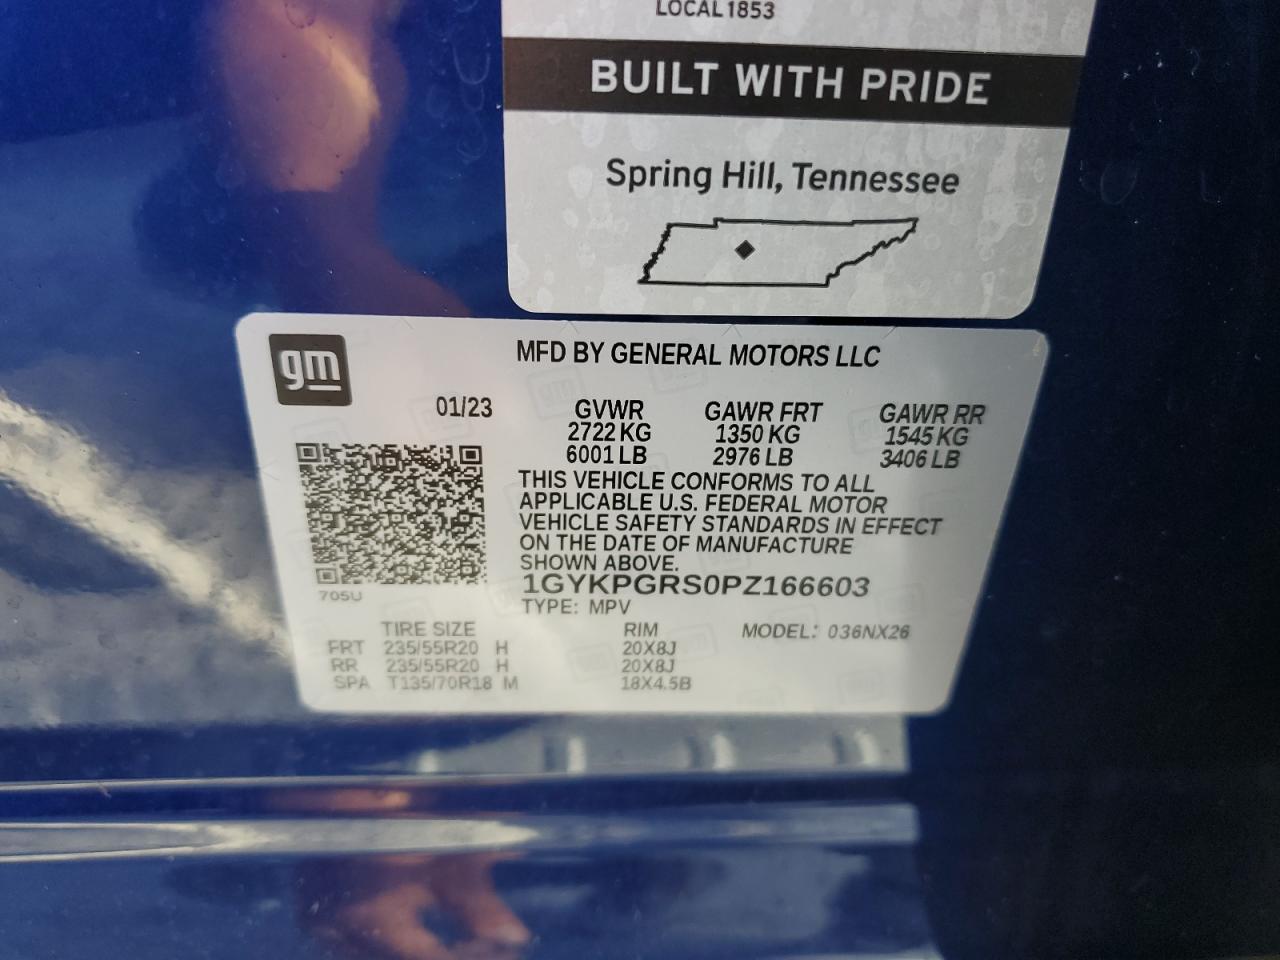 LOCAL 1853
BUILT WITH PRIDE
Spring Hill, Tennessee
gm
MFD BY GENERAL MOTORS LLC
01/23 GVWR GAWR FRT GAWR RR
2722 KG 1350 KG 1545 KG
6001 LB 2976 LB 3406 LB
THIS VEHICLE CONFORMS TO ALL
APPLICABLE U.S. FEDERAL MOTOR
VEHICLE SAFETY STANDARDS IN EFFECT
ON THE DATE OF MANUFACTURE
SHOWN ABOVE.
1GYKPGRS0PZ166603
705U
TYPE: MPV
TIRE SIZE RIM MODEL: 036NX26
FRT 235/55R20 H 20X8J
RR 235/55R20 H 20X8J
SPA T135/70R18 M 18X4.5B